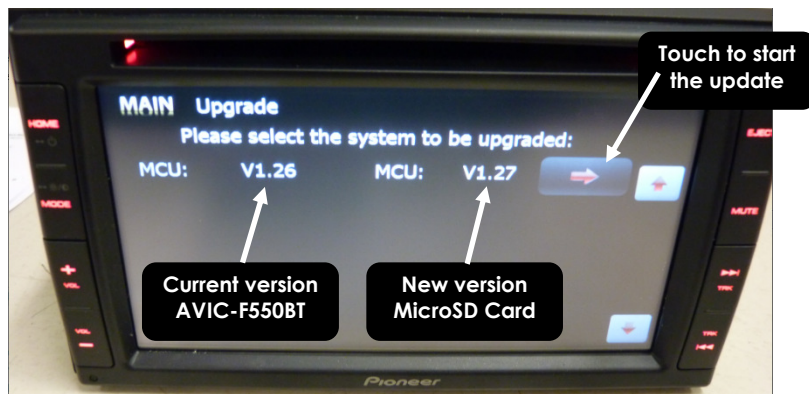 Touch to start
the update
MAIN Upgrade
Please select the system to be upgraded:
MCU: V1.26 MCU: V1.27
Current version
AVIC-F550BT
New version
MicroSD Card
HOME
MODE
+
VOL
VOL
-
EJEC
MUTE
TRK
TRK
Pioneer